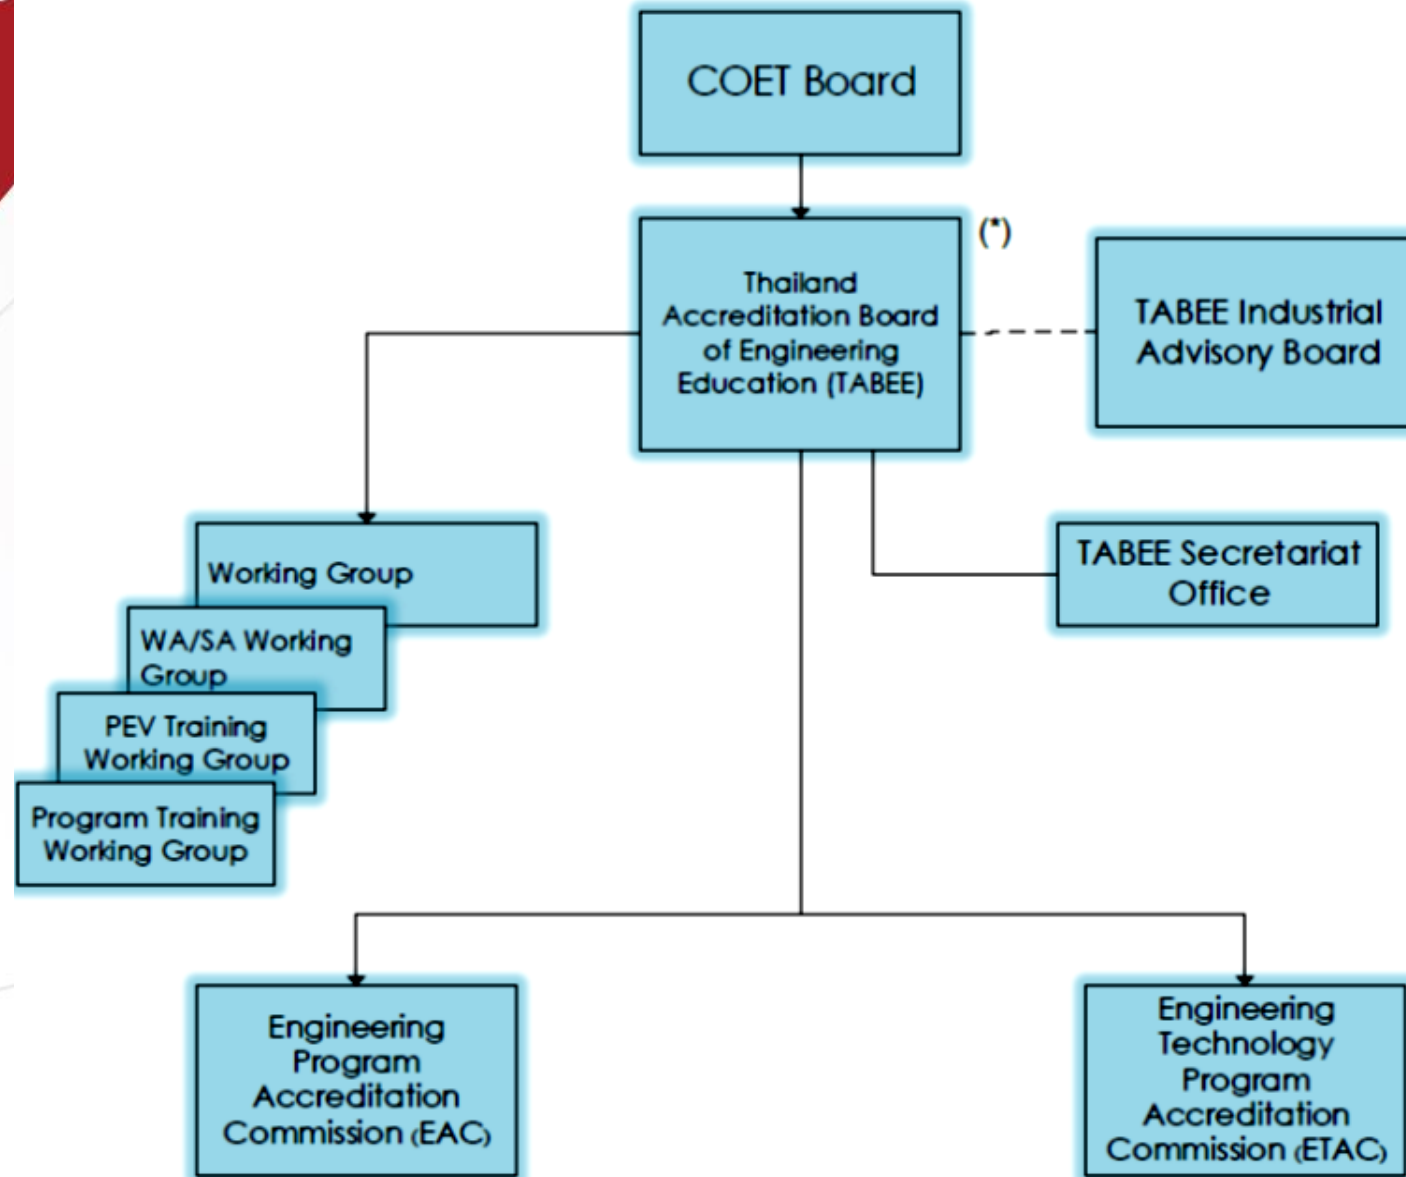 COET Board
(*)
Thailand
Accreditation Board
of Engineering
Education (TABEE)
TABEE Industrial
Advisory Board
Working Group
TABEE Secretariat
Office
WA/SA Working
Group
PEV Training
Working Group
Program Training
Working Group
Engineering
Program
Accreditation
Commission (EAC)
Engineering
Technology
Program
Accreditation
Commission (ETAC)